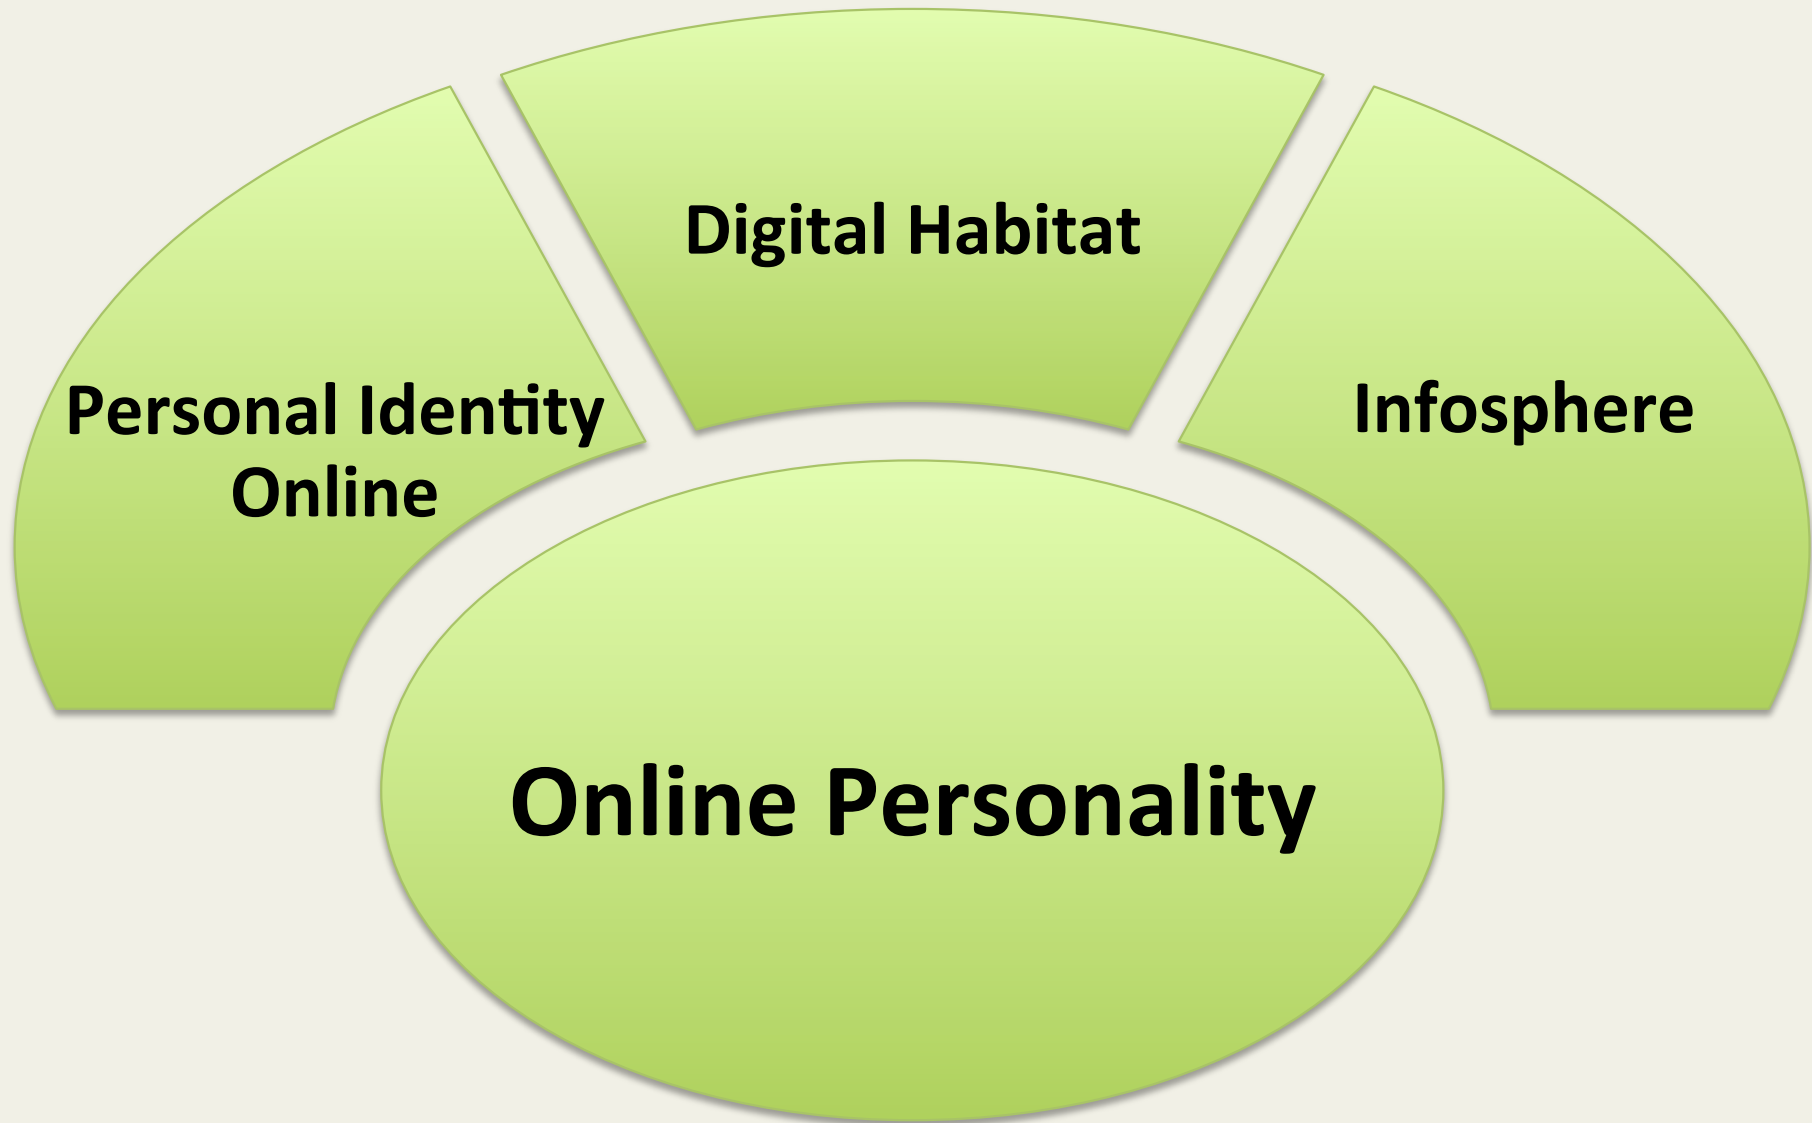 Digital Habitat
Personal Identity
Online
Infosphere
Online Personality